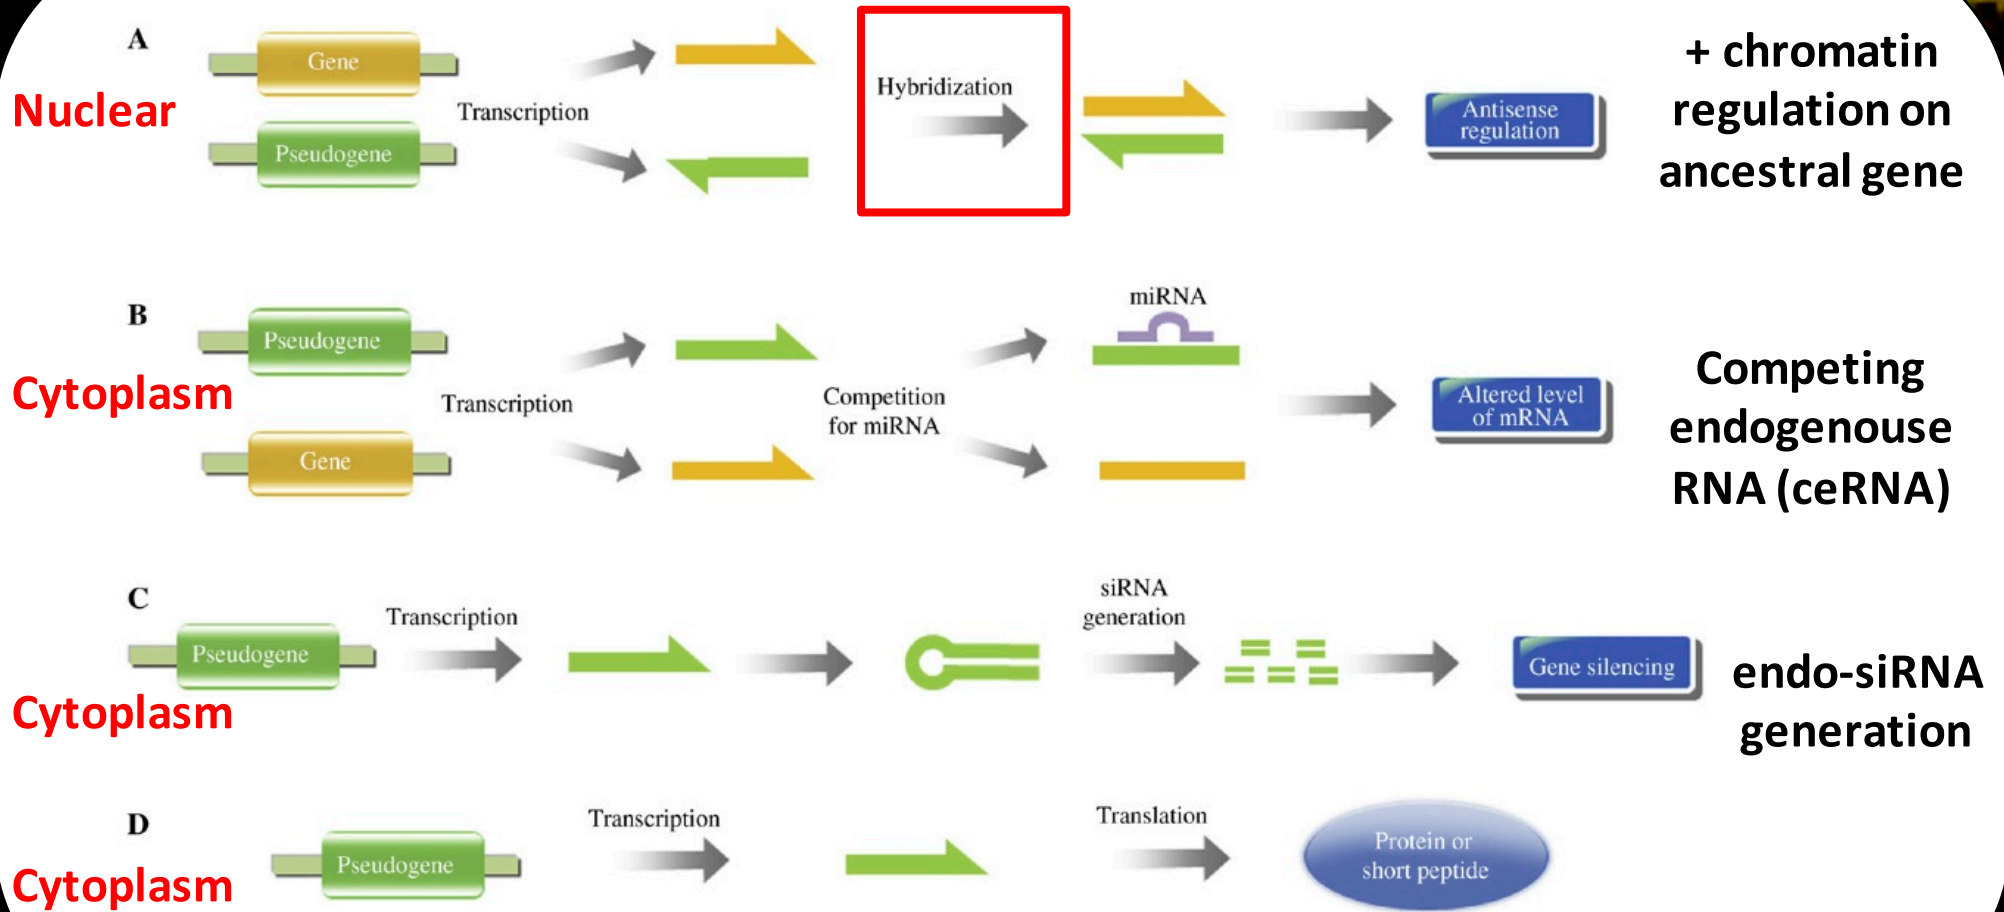 A
Gene
Nuclear
Transcription
Pseudogene
Hybridization
Antisense
regulation
+ chromatin
regulation on
ancestral gene
B
Pseudogene
Cytoplasm
Transcription
Gene
Competition
for miRNA
miRNA
Altered level
of mRNA
Competing
endogenouse
RNA (ceRNA)
C
Pseudogene
Cytoplasm
Transcription
siRNA
generation
Gene silencing
endo-siRNA
generation
D
Pseudogene
Cytoplasm
Transcription
Translation
Protein or
short peptide